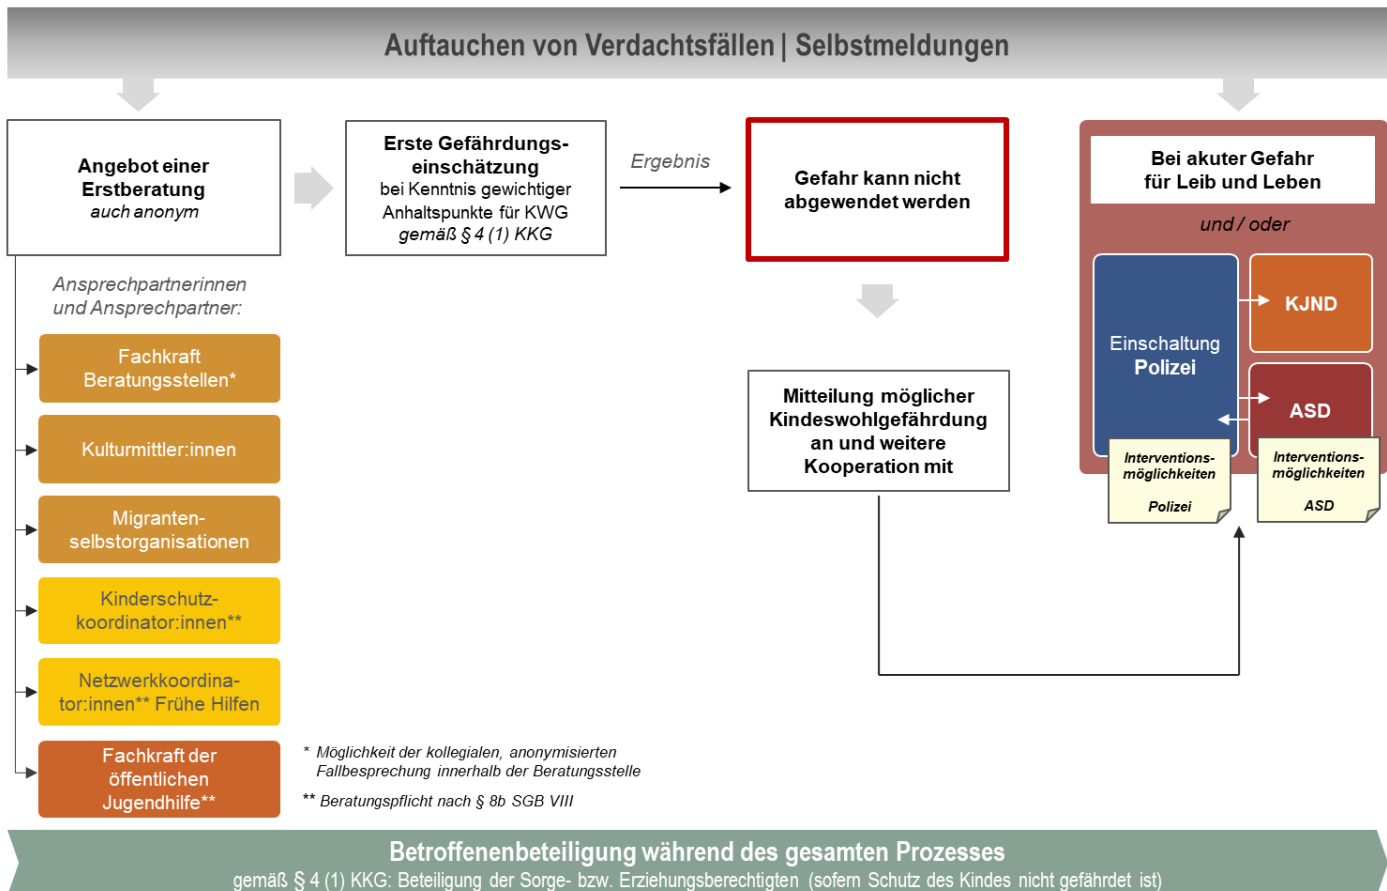 Auftauchen von Verdachtsfällen | Selbstmeldungen
Angebot einer
Erstberatung
auch anonym
Erste Gefährdungs-
einschätzung
bei Kenntnis gewichtiger
Anhaltspunkte für KWG
gemäß § 4 (1) KKG
Ergebnis
Gefahr kann nicht
abgewendet werden
Bei akuter Gefahr
für Leib und Leben
und / oder
Einschaltung
Polizei
KJND
ASD
Interventions-
möglichkeiten
Polizei
Interventions-
möglichkeiten
ASD
Mitteilung möglicher
Kindeswohlgefährdung
an und weitere
Kooperation mit
Ansprechpartnerinnen
und Ansprechpartner:
Fachkraft
Beratungsstellen*
Kulturmittler:innen
Migranten-
selbstorganisationen
Kinderschutz-
koordinator:innen**
Netzwerkkoordina-
tor:innen** Frühe Hilfen
Fachkraft der
öffentlichen
Jugendhilfe**
* Möglichkeit der kollegialen, anonymisierten
Fallbesprechung innerhalb der Beratungsstelle
** Beratungspflicht nach § 8b SGB VIII
Betroffenenbeteiligung während des gesamten Prozesses
gemäß § 4 (1) KKG: Beteiligung der Sorge- bzw. Erziehungsberechtigten (sofern Schutz des Kindes nicht gefährdet ist)